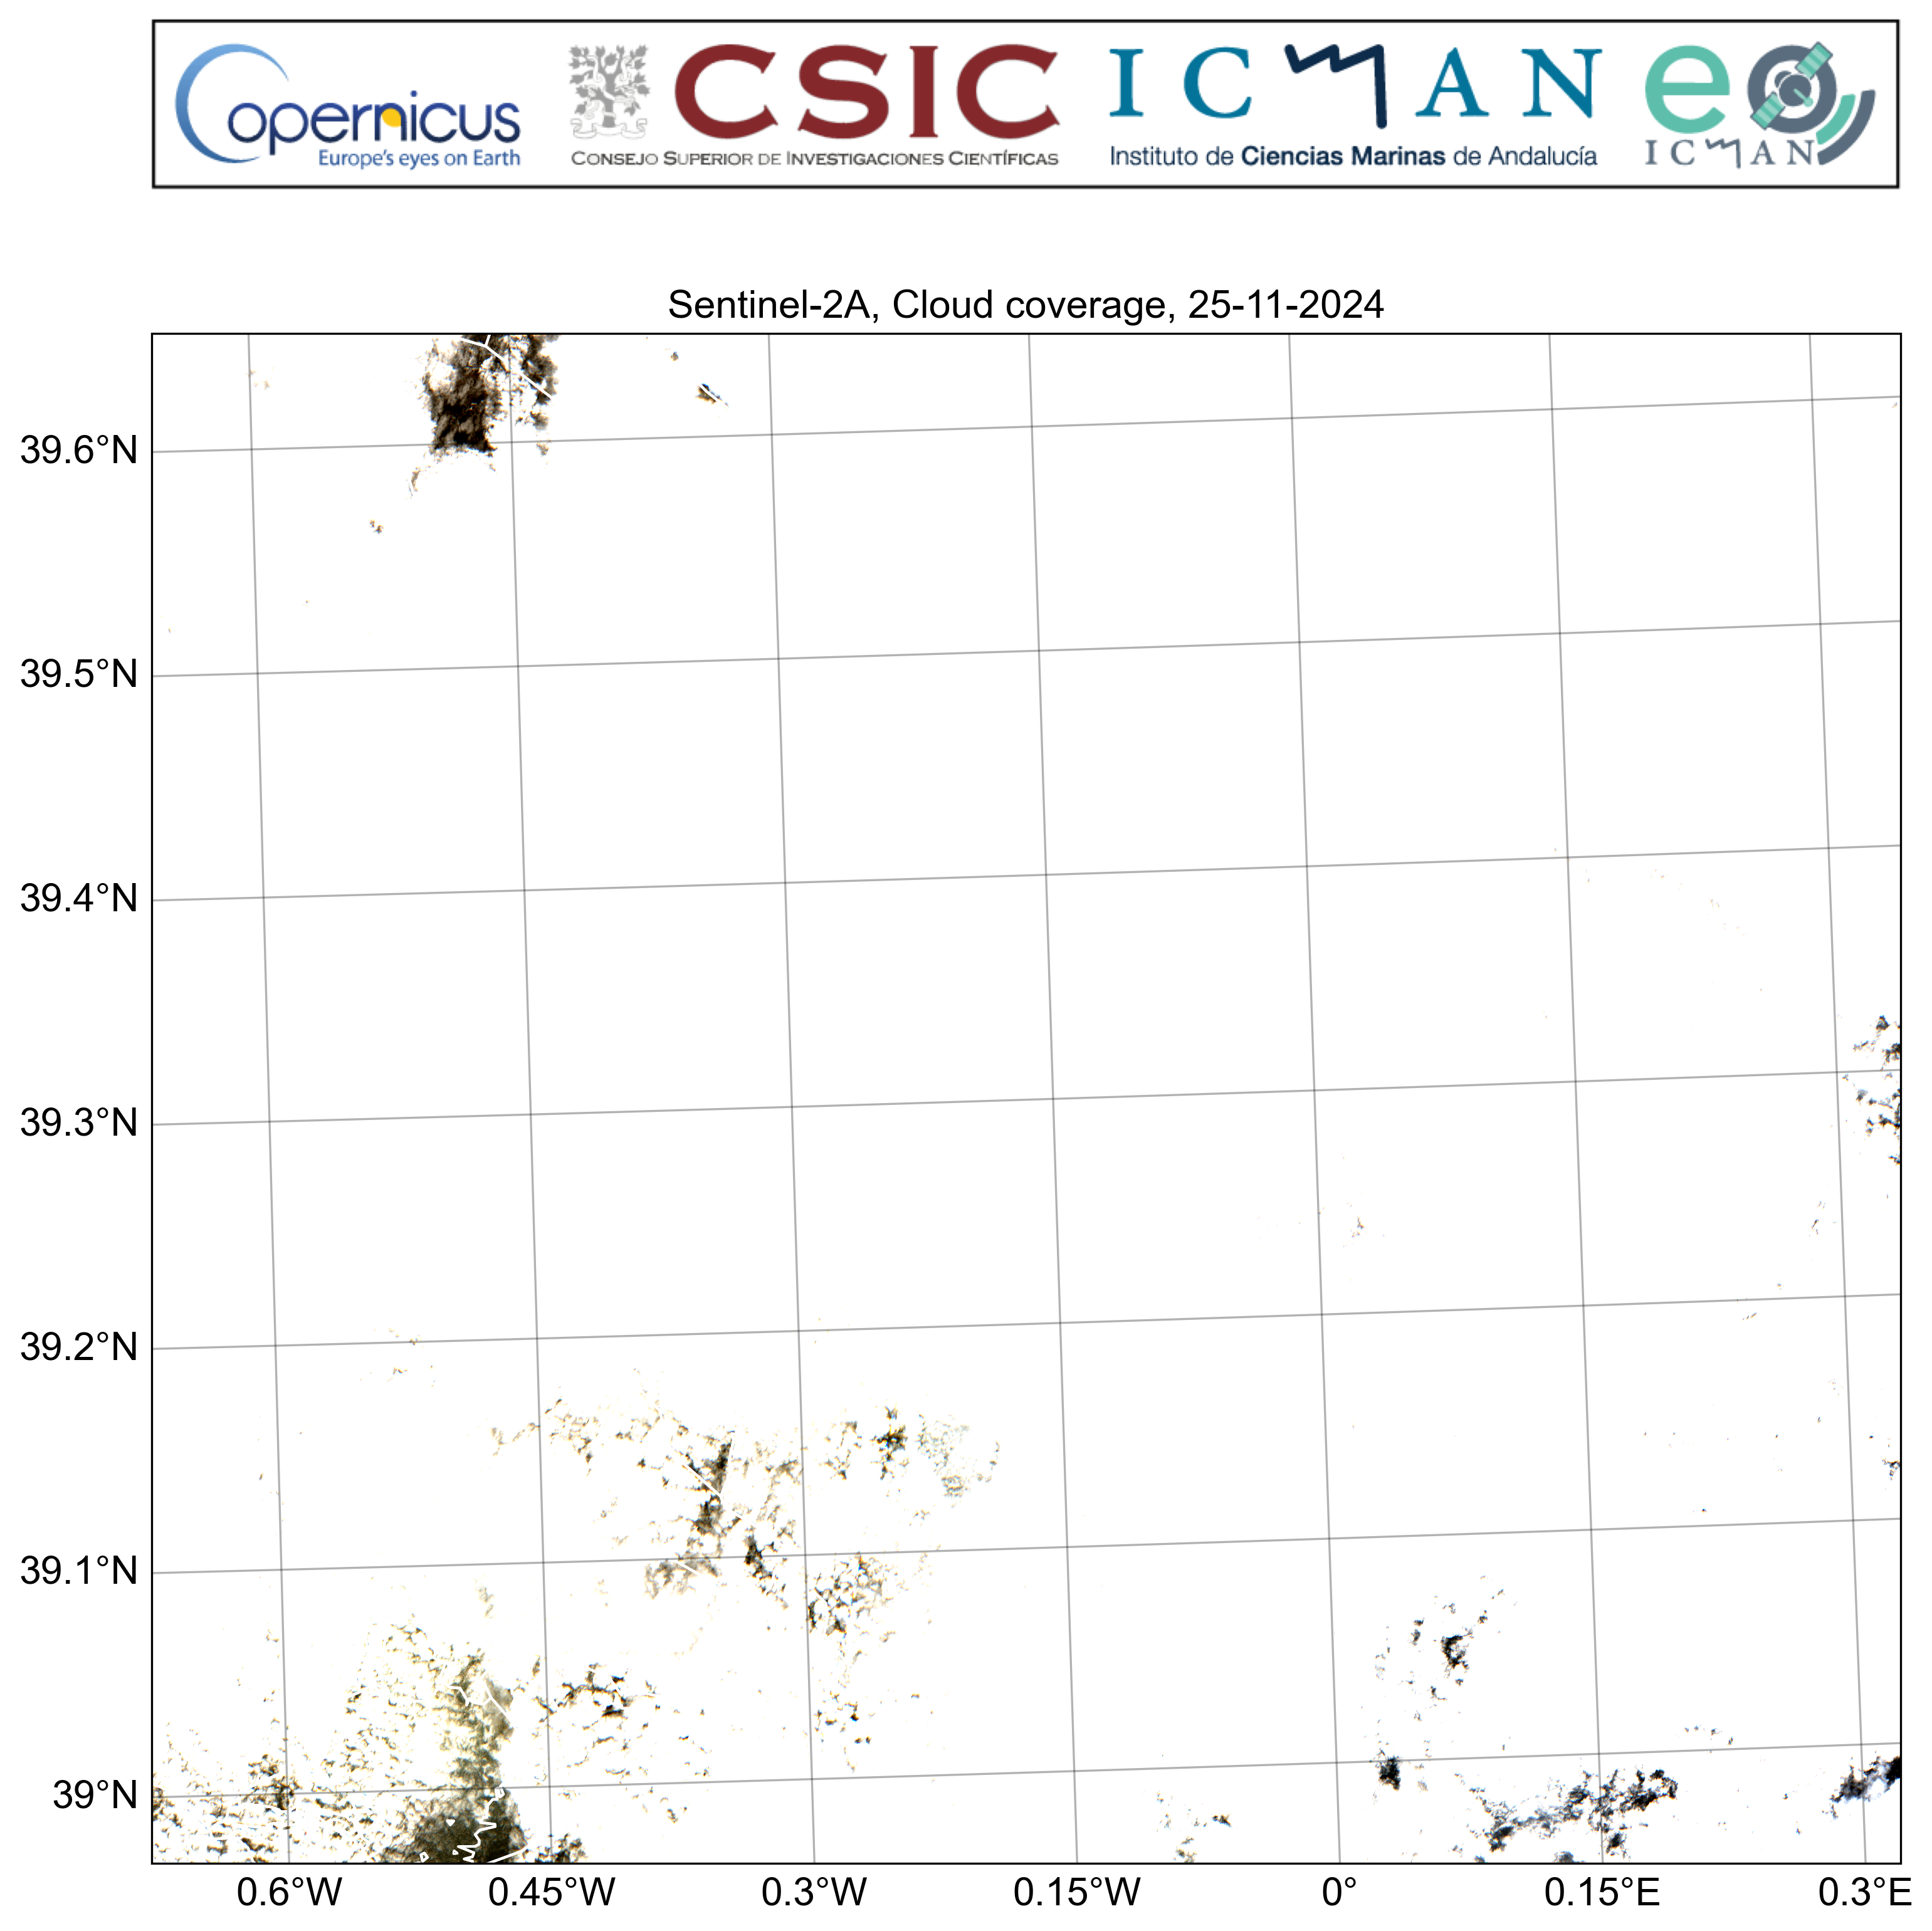 Copernicus
Europe's eyes on Earth
CSIC
CONSEJO SUPERIOR DE INVESTIGACIONES CIENTÍFICAS
ICMAN
Instituto de Ciencias Marinas de Andalucía
eo
ICMAN
Sentinel-2A, Cloud coverage, 25-11-2024
39.6°N
39.5°N
39.4°N
39.3°N
39.2°N
39.1°N
39°N
0.6°W 0.45°W 0.3°W 0.15°W 0° 0.15°E 0.3°E